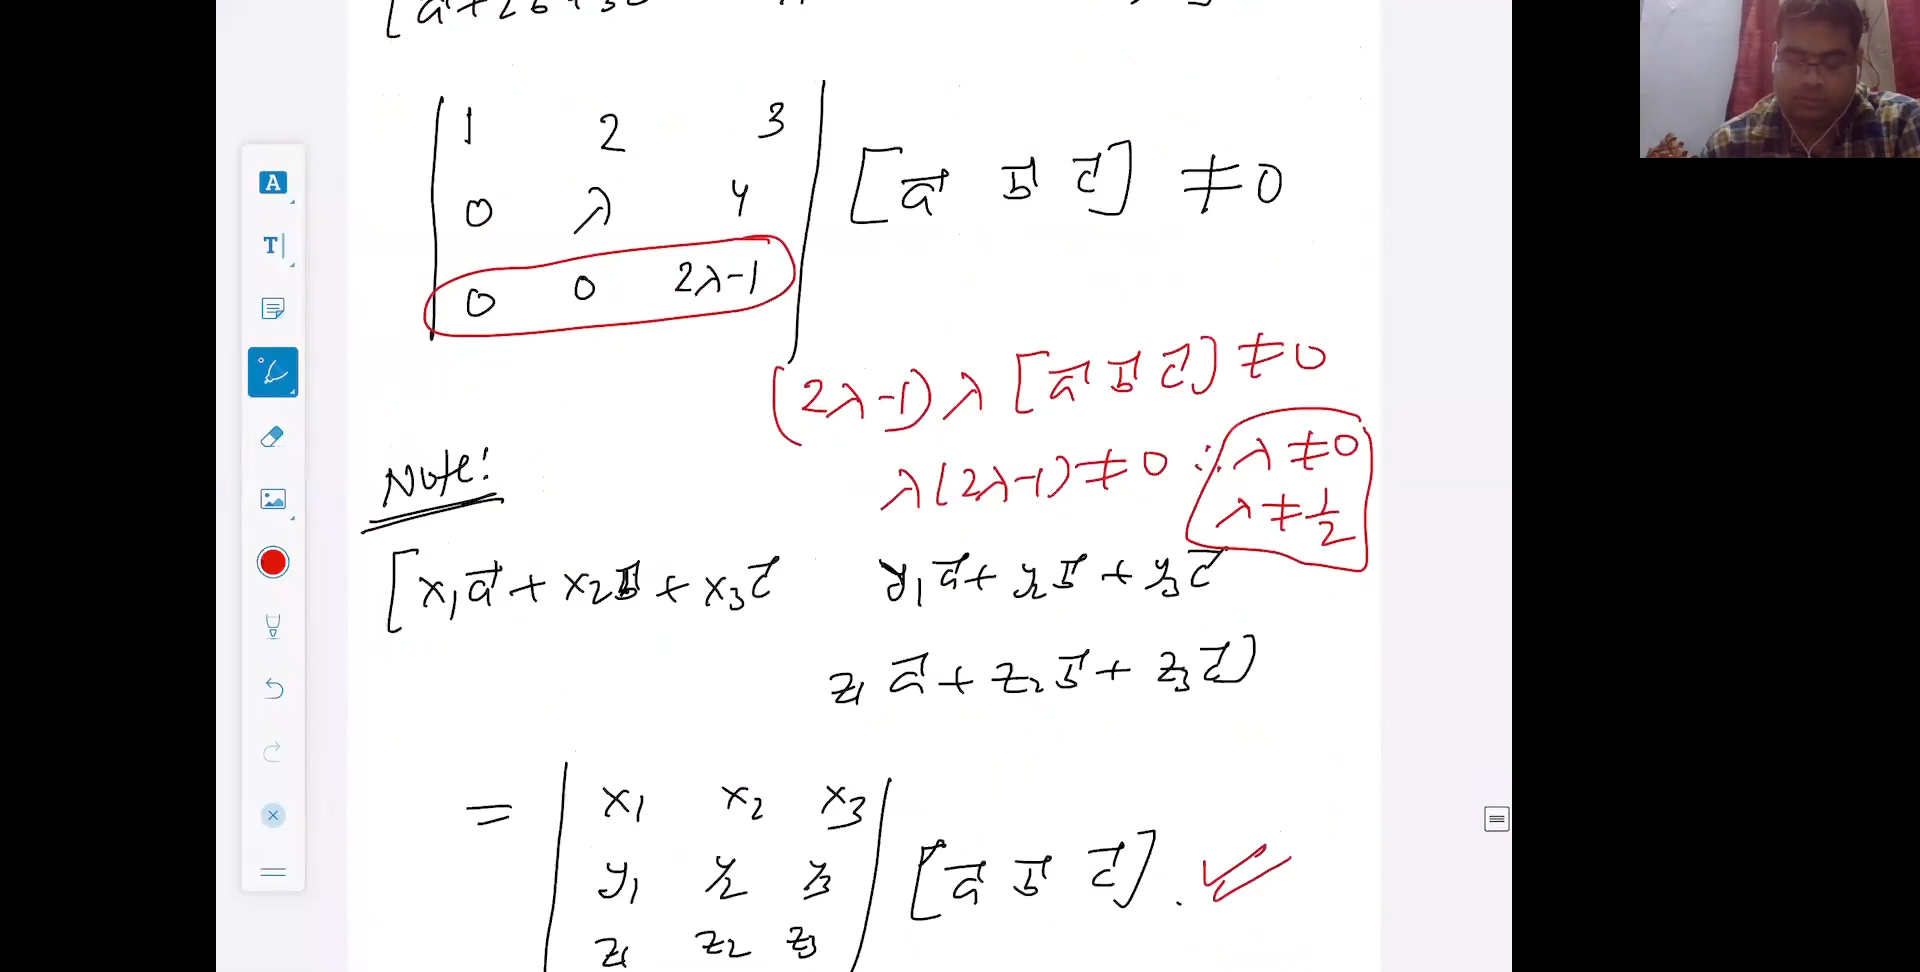 [a⃗+2b⃗+3c⃗
| 1 2 3 |
| 0 λ 4 | [a⃗ b⃗ c⃗] ≠ 0
| 0 0 2λ-1 |
(2λ-1) λ [a⃗ b⃗ c⃗] ≠ 0
λ(2λ-1) ≠ 0 ∴ λ ≠ 0
λ ≠ 1/2
Note:
[x₁a⃗ + x₂b⃗ + x₃c⃗ y₁a⃗ + y₂b⃗ + y₃c⃗
z₁a⃗ + z₂b⃗ + z₃c⃗]
= | x₁ x₂ x₃ |
| y₁ y₂ y₃ | [a⃗ b⃗ c⃗].
| z₁ z₂ z₃ |